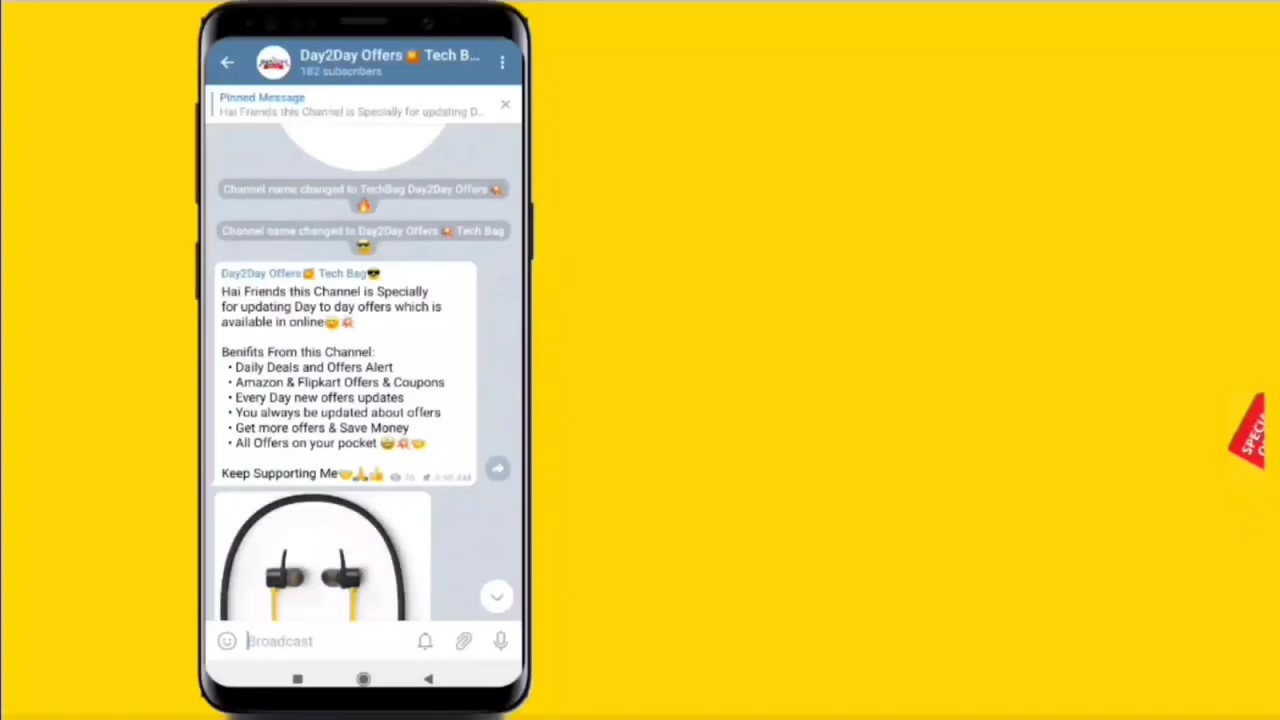 Day2Day Offers💥 Tech B...
182 subscribers
Pinned Message
Hai Friends this Channel is Specially for updating D...
Channel name changed to TechBag Day2Day Offers 💥
🔥
Channel name changed to Day2Day Offers 💥 Tech Bag
😎
Day2Day Offers💥 Tech Bag😎
Hai Friends this Channel is Specially
for updating Day to day offers which is
available in online🤝💥
Benifits From this Channel:
• Daily Deals and Offers Alert
• Amazon & Flipkart Offers & Coupons
• Every Day new offers updates
• You always be updated about offers
• Get more offers & Save Money
• All Offers on your pocket 🤩💥🤝
Keep Supporting Me🤝🙏👍
Broadcast